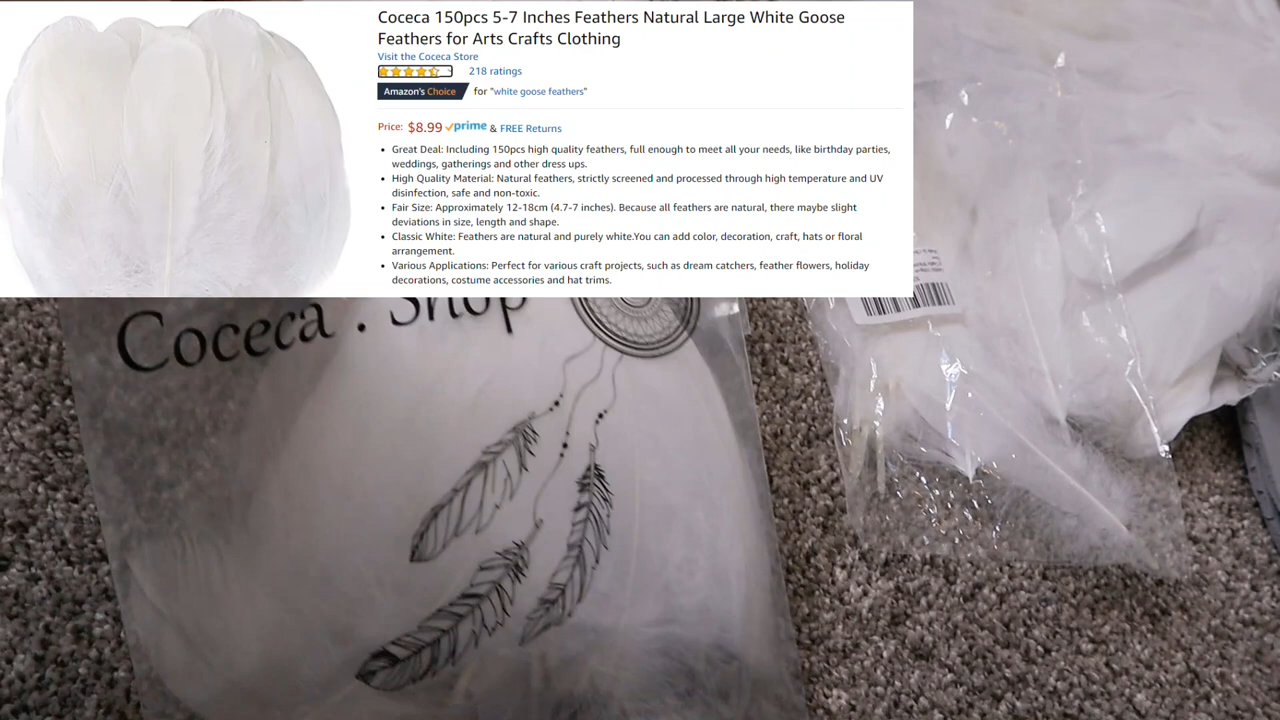 Coceca 150pcs 5-7 Inches Feathers Natural Large White Goose
Feathers for Arts Crafts Clothing
Visit the Coceca Store
218 ratings
Amazon's Choice for "white goose feathers"
Price: $8.99 prime & FREE Returns
Great Deal: Including 150pcs high quality feathers, full enough to meet all your needs, like birthday parties,
weddings, gatherings and other dress ups.
High Quality Material: Natural feathers, strictly screened and processed through high temperature and UV
disinfection, safe and non-toxic.
Fair Size: Approximately 12-18cm (4.7-7 inches). Because all feathers are natural, there maybe slight
deviations in size, length and shape.
Classic White: Feathers are natural and purely white.You can add color, decoration, craft, hats or floral
arrangement.
Various Applications: Perfect for various craft projects, such as dream catchers, feather flowers, holiday
decorations, costume accessories and hat trims.
Coceca . Shop